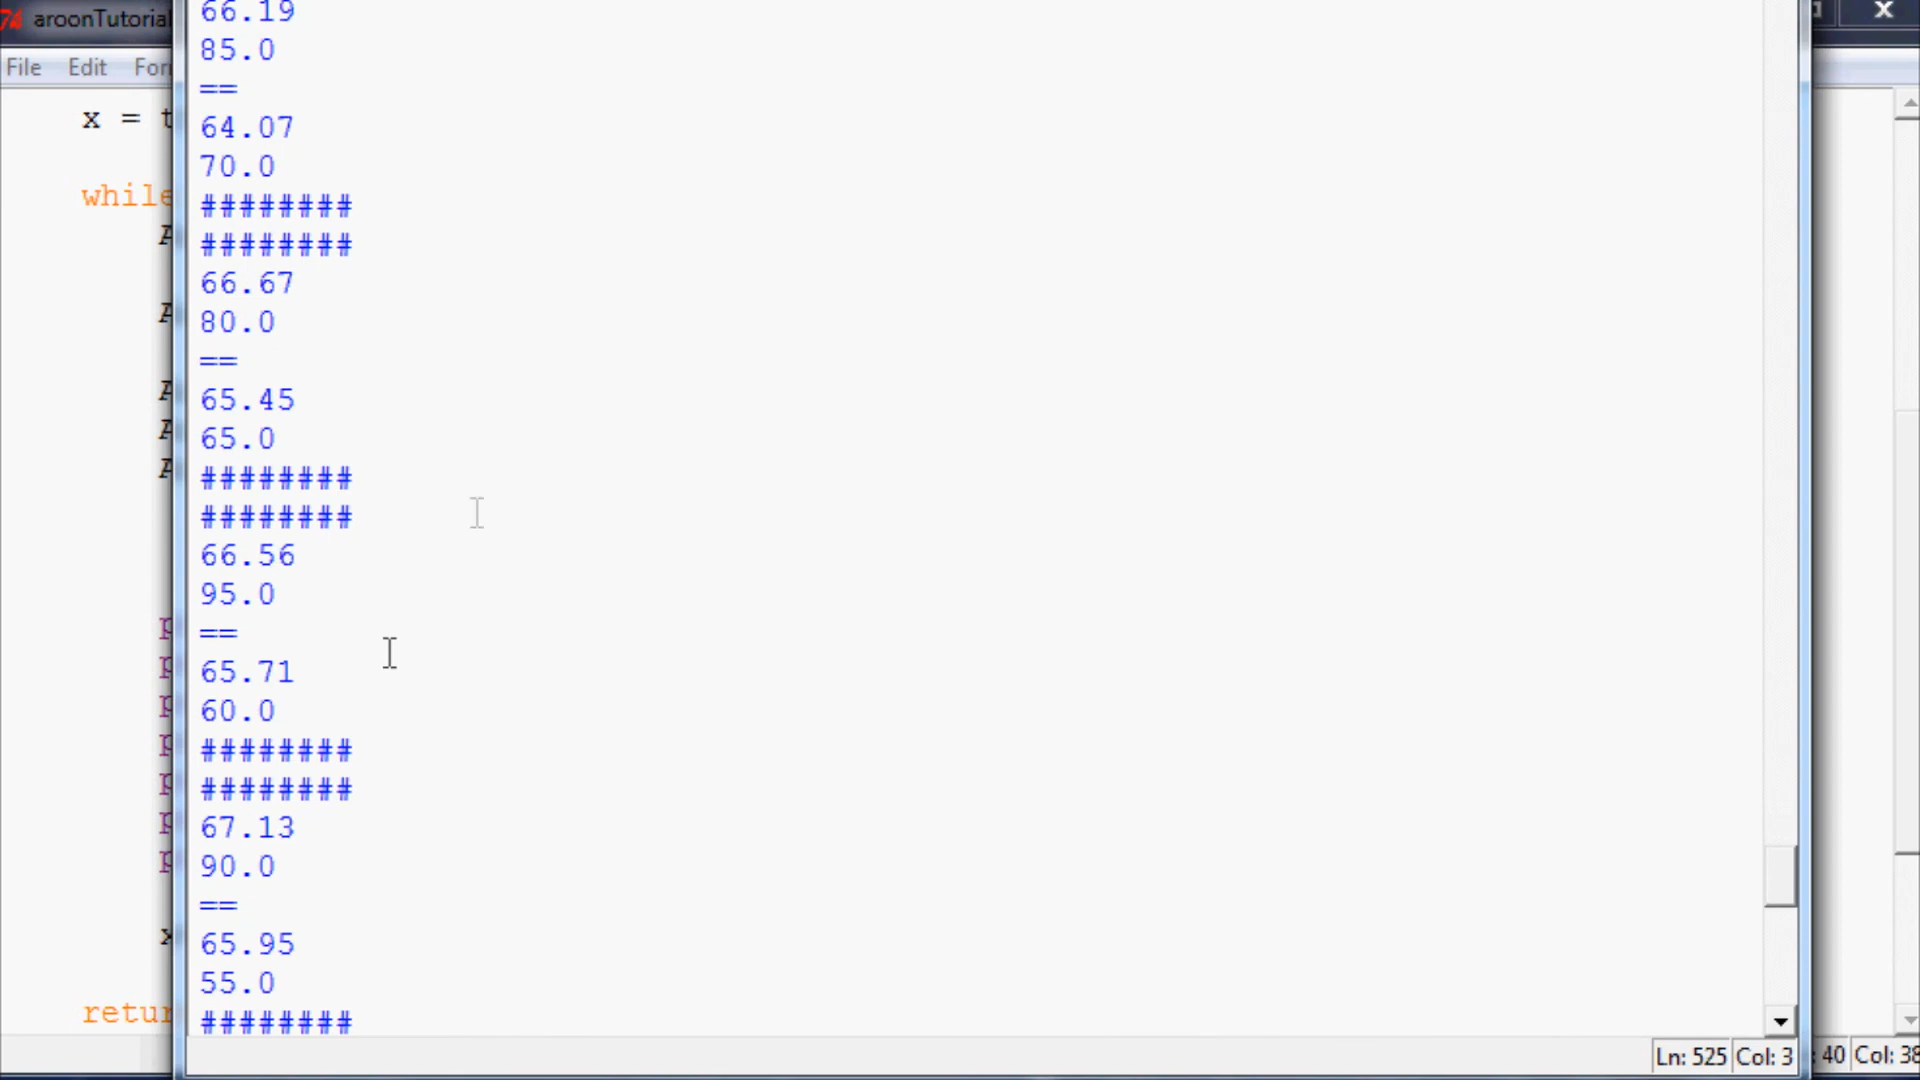 aroonTutorial
File Edit For
x = t
while
A
A
A
A
A
p
p
p
p
p
p
p
x
retur
66.19
85.0
==
64.07
70.0
########
########
66.67
80.0
==
65.45
65.0
########
########
66.56
95.0
==
65.71
60.0
########
########
67.13
90.0
==
65.95
55.0
########
Ln: 525 Col: 3
: 40 Col: 38